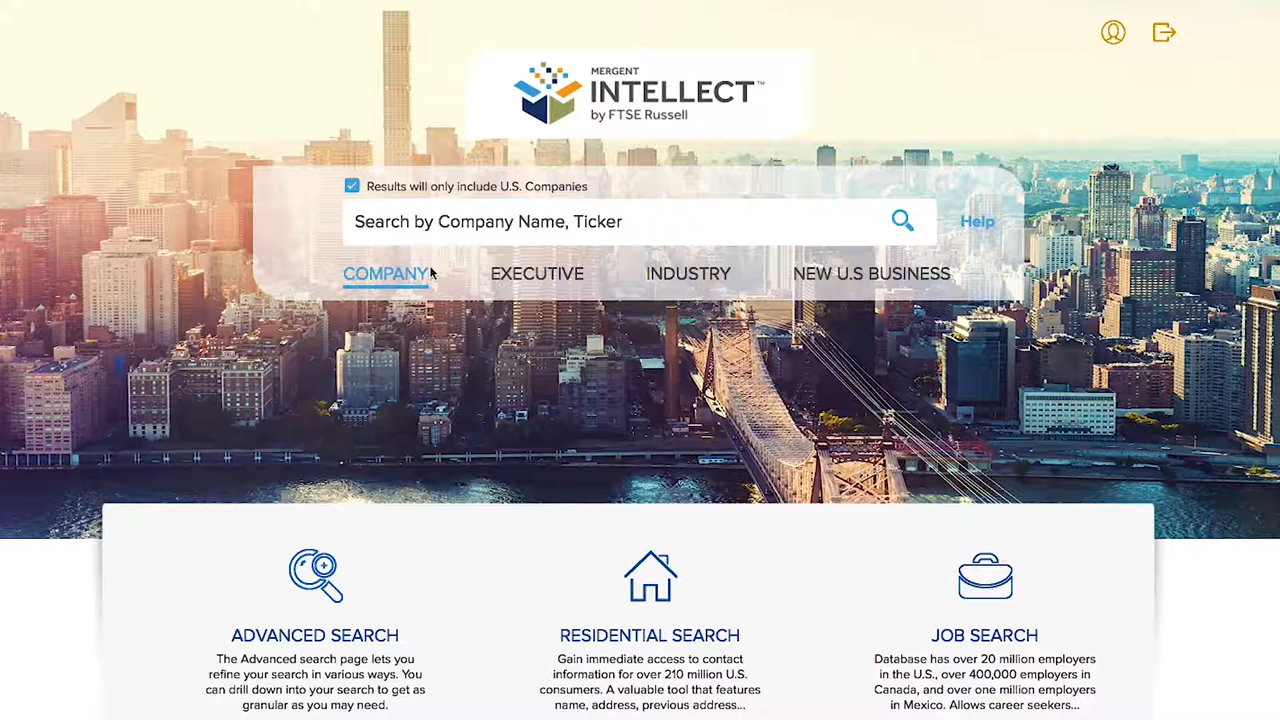 MERGENT
INTELLECT™
by FTSE Russell
Results will only include U.S. Companies
Search by Company Name, Ticker
Help
COMPANY
EXECUTIVE
INDUSTRY
NEW U.S BUSINESS
ADVANCED SEARCH
The Advanced search page lets you
refine your search in various ways. You
can drill down into your search to get as
granular as you may need.
RESIDENTIAL SEARCH
Gain immediate access to contact
information for over 210 million U.S.
consumers. A valuable tool that features
name, address, previous address...
JOB SEARCH
Database has over 20 million employers
in the U.S., over 400,000 employers in
Canada, and over one million employers
in Mexico. Allows career seekers...